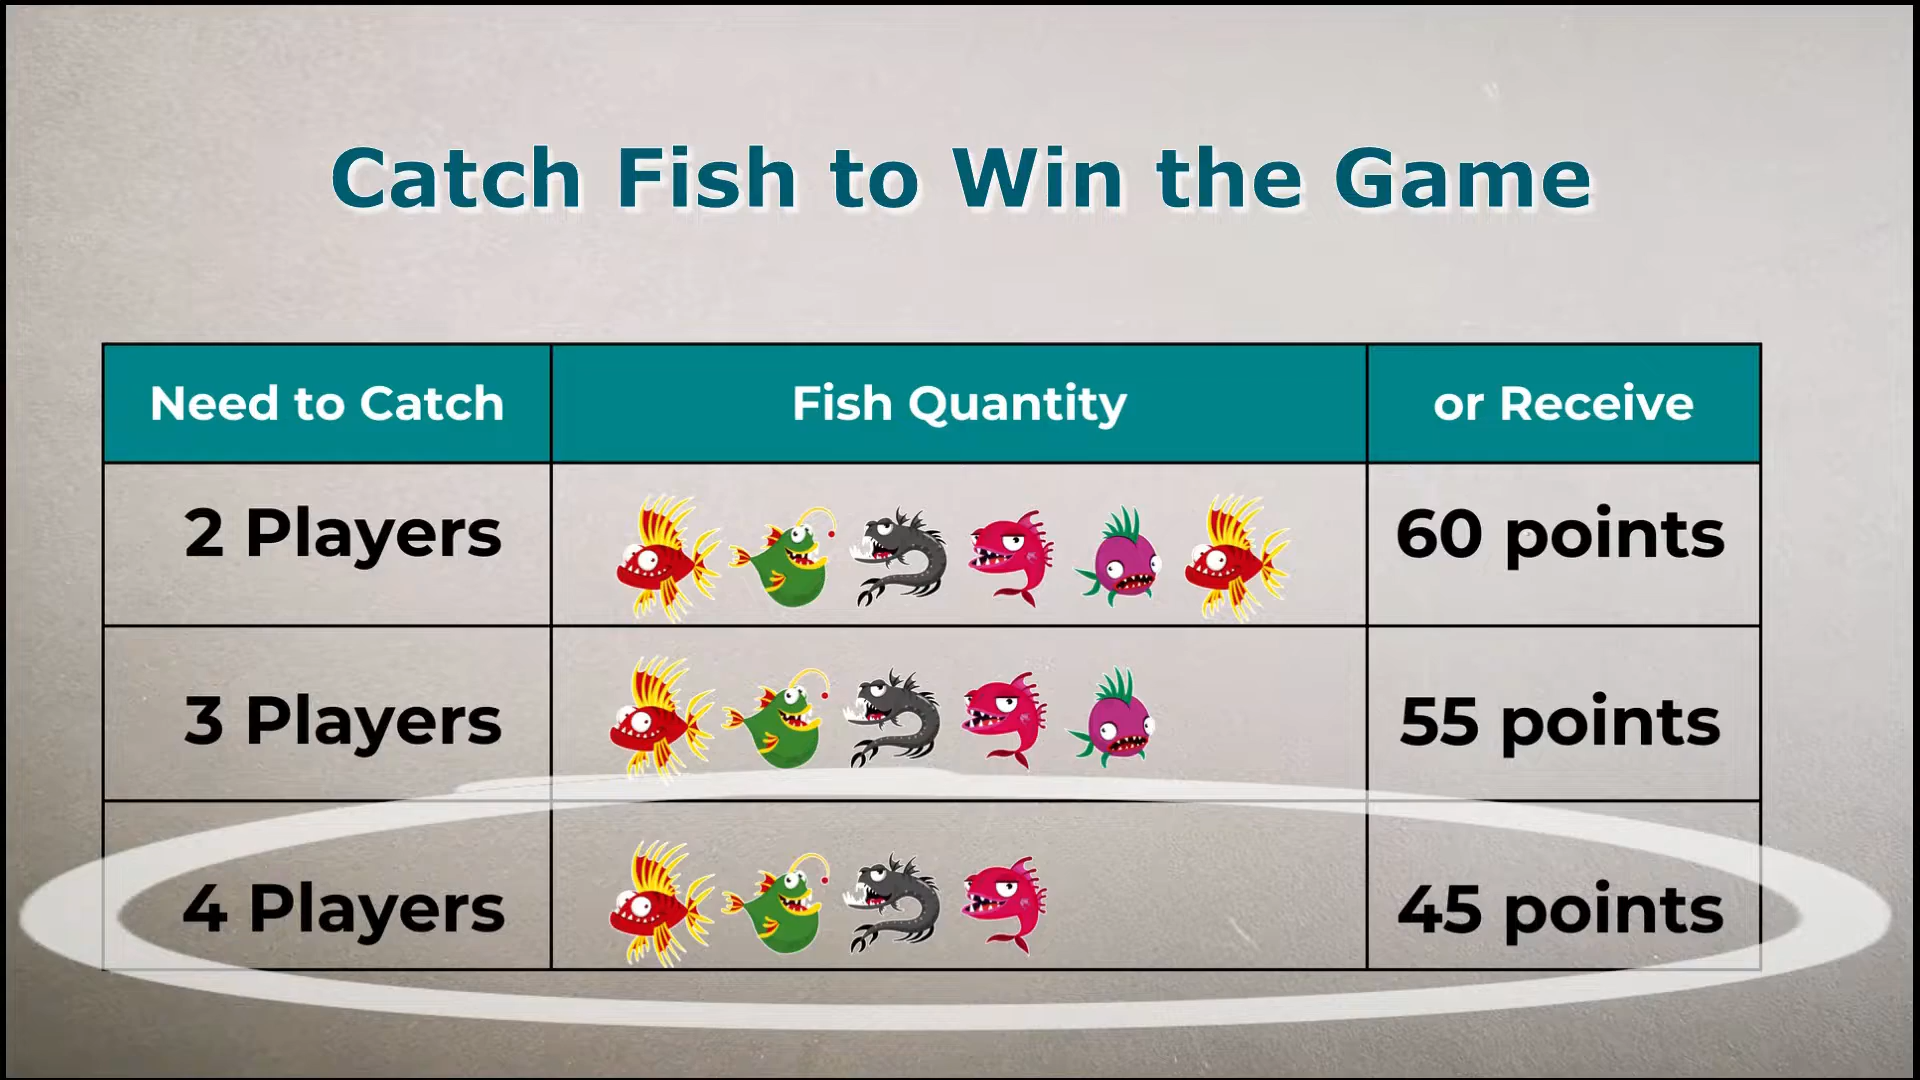 Catch Fish to Win the Game
Need to Catch Fish Quantity or Receive
2 Players 60 points
3 Players 55 points
4 Players 45 points